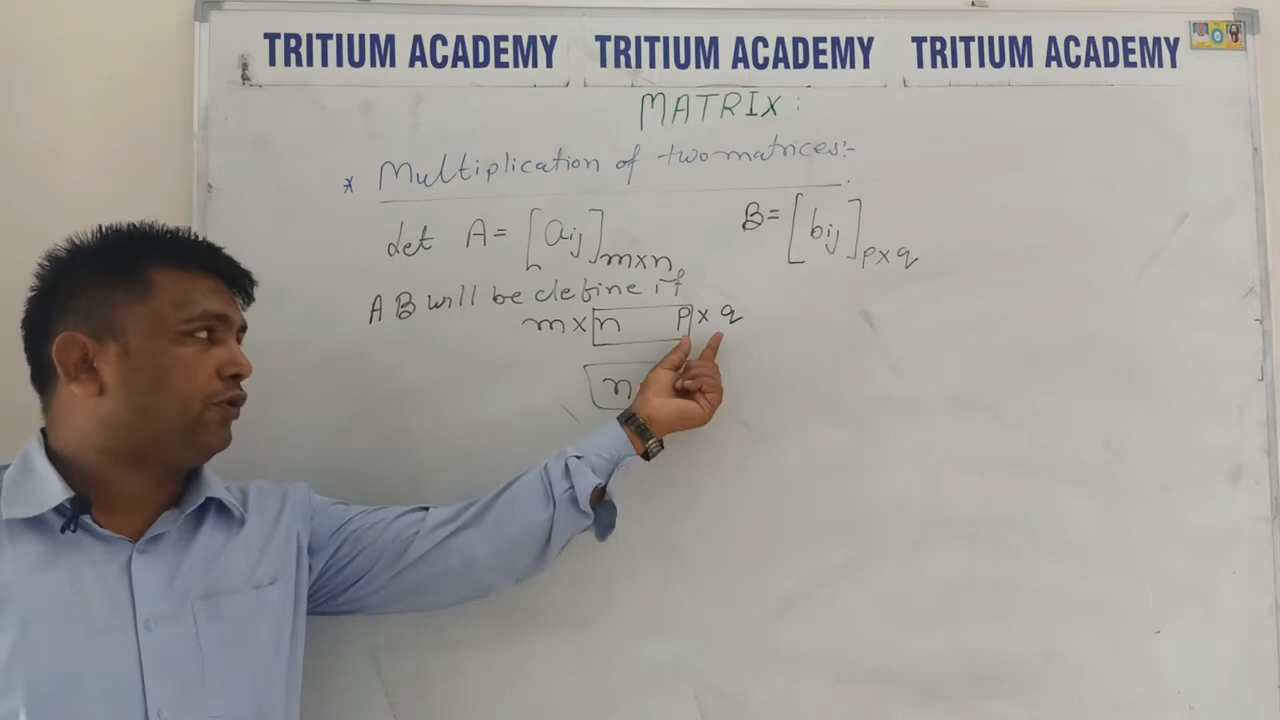 TRITIUM ACADEMY TRITIUM ACADEMY TRITIUM ACADEMY
MATRIX :
* Multiplication of two matrices:-
Let A = [aij]m×n, B = [bij]p×q
AB will be define if
m × n p × q
n